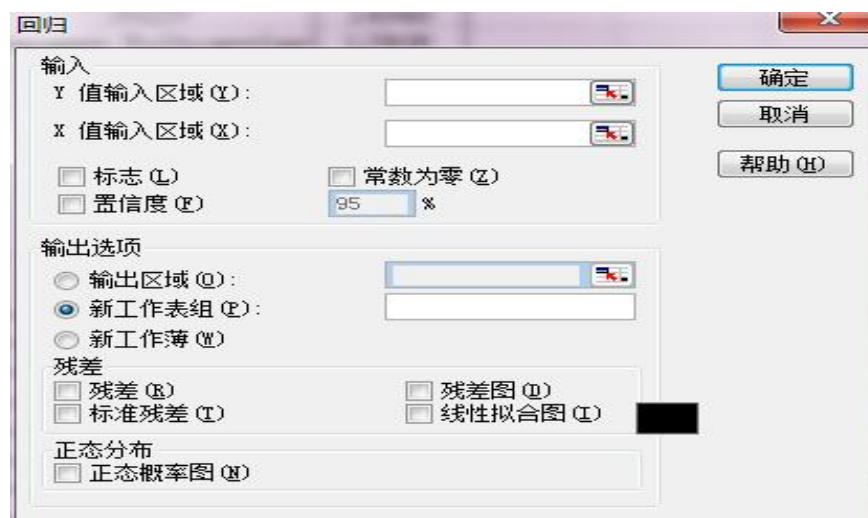 回归
输入
Y 值输入区域(Y):
X 值输入区域(X):
标志(L)
常数为零(Z)
置信度(F)
95
%
输出选项
输出区域(O):
新工作表组(P):
新工作薄(W)
残差
残差(R)
残差图(D)
标准残差(T)
线性拟合图(I)
正态分布
正态概率图(N)
确定
取消
帮助(H)